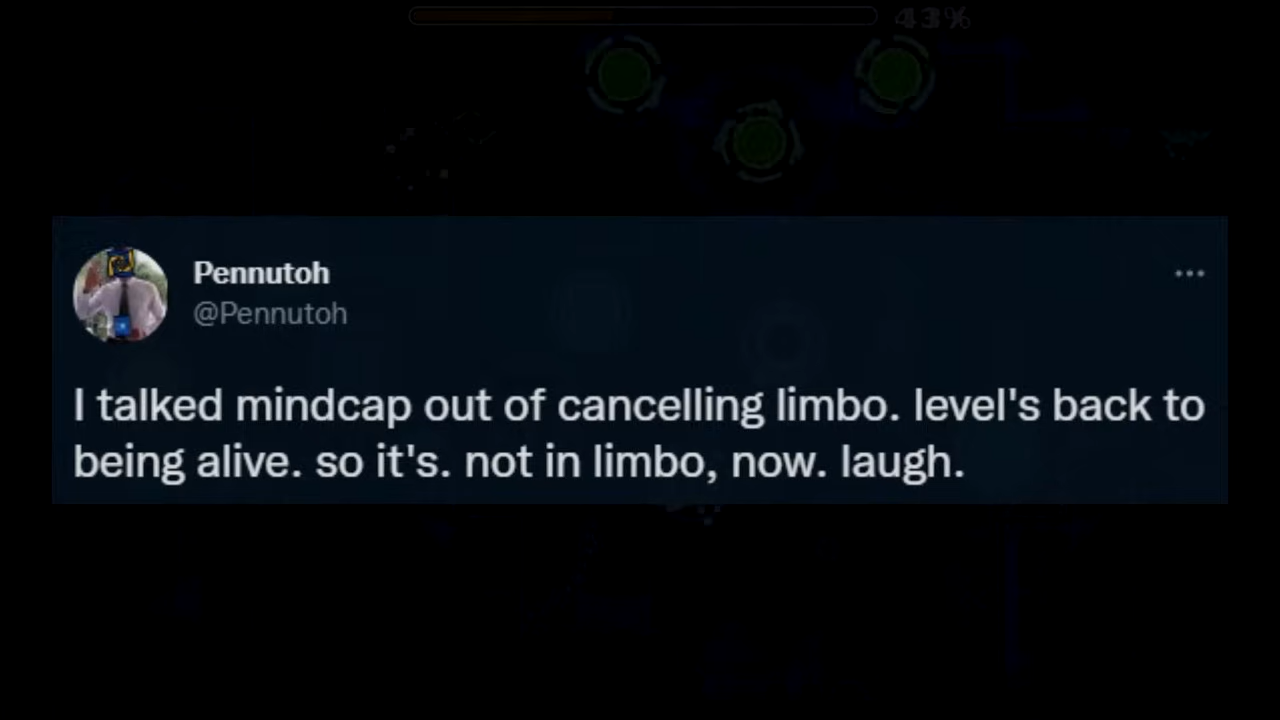 43%
Pennutoh
@Pennutoh
I talked mindcap out of cancelling limbo. level's back to
being alive. so it's. not in limbo, now. laugh.